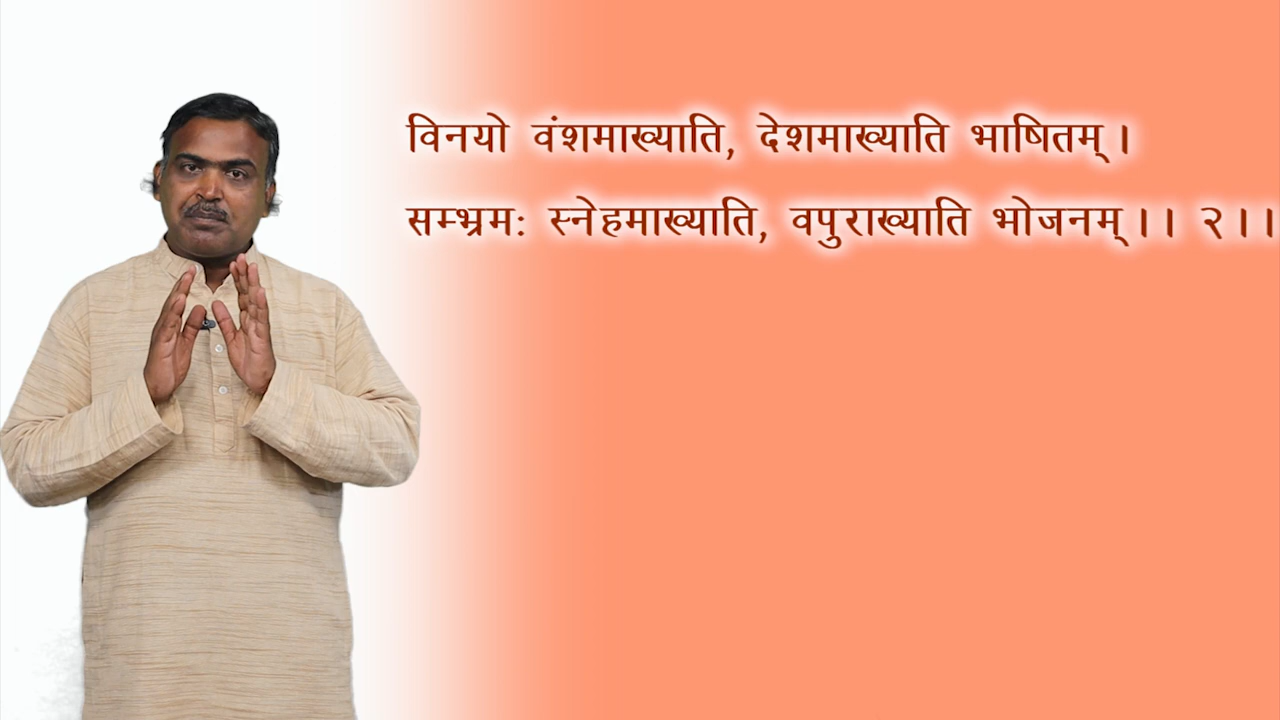 विनयो वंशमाख्याति, देशमाख्याति भाषितम् ।
सम्भ्रमः स्नेहमाख्याति, वपुराख्याति भोजनम् ।। २ ।।